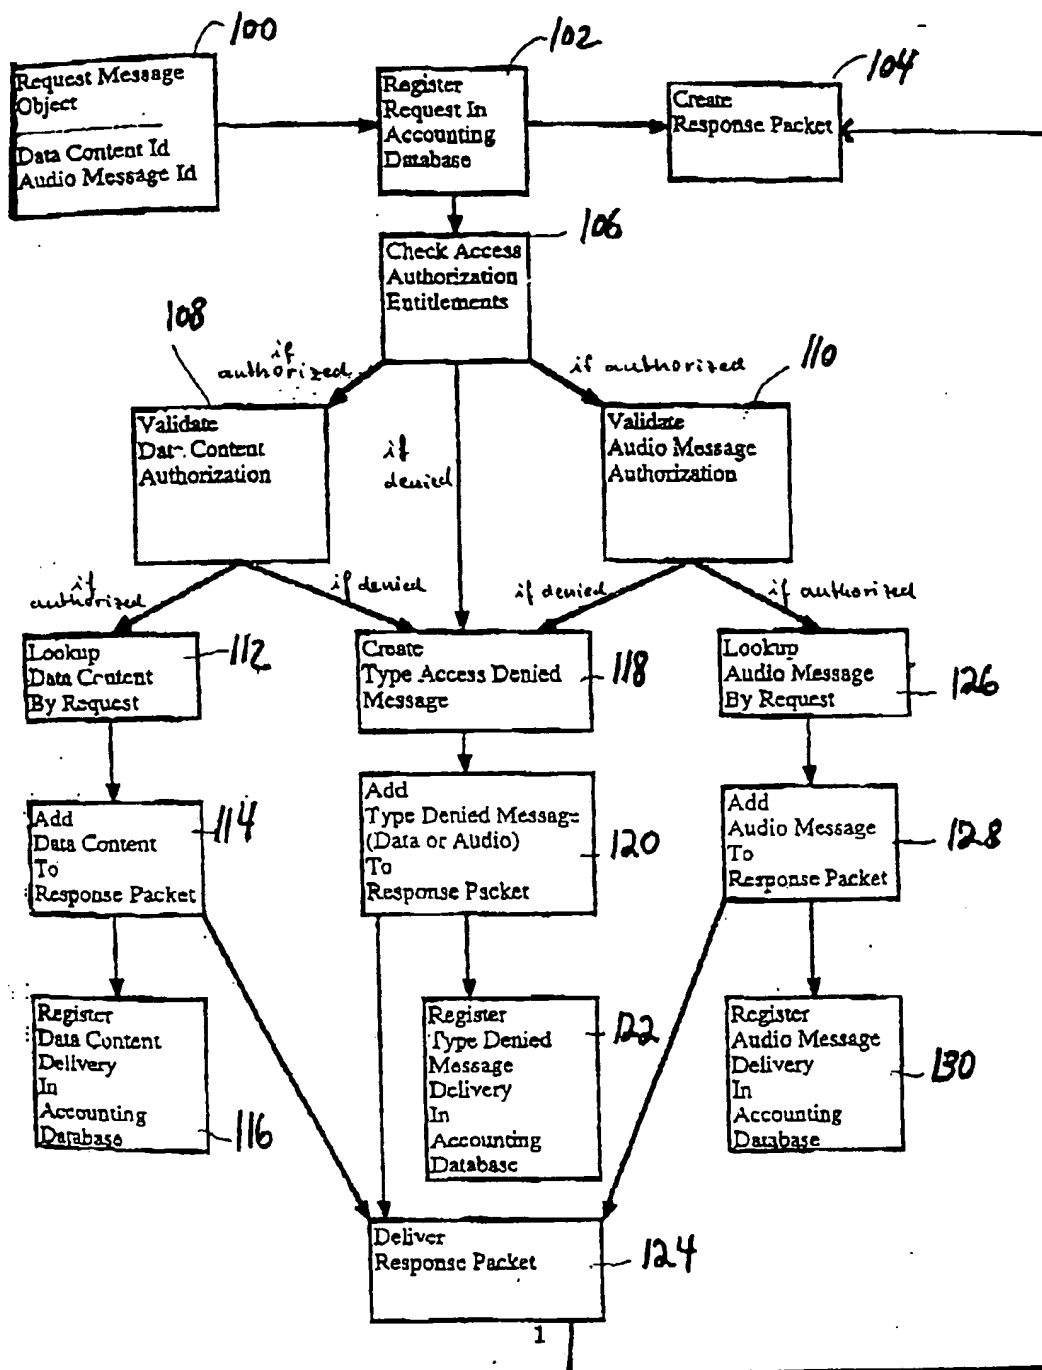 100
Request Message
Object
Data Content Id
Audio Message Id
102
Register
Request In
Accounting
Database
104
Create
Response Packet
106
Check Access
Authorization
Entitlements
108
if
authorized
if
denied
if authorized
110
Validate
Data Content
Authorization
Validate
Audio Message
Authorization
if
authorized
if denied
if denied
if authorized
Lookup
Data Content
By Request
112
Create
Type Access Denied
Message
118
Lookup
Audio Message
By Request
126
Add
Data Content
To
Response Packet
114
Add
Type Denied Message
(Data or Audio)
To
Response Packet
120
Add
Audio Message
To
Response Packet
128
Register
Data Content
Delivery
In
Accounting
Database
116
Register
Type Denied
Message
Delivery
In
Accounting
Database
122
Register
Audio Message
Delivery
In
Accounting
Database
130
Deliver
Response Packet
124
1